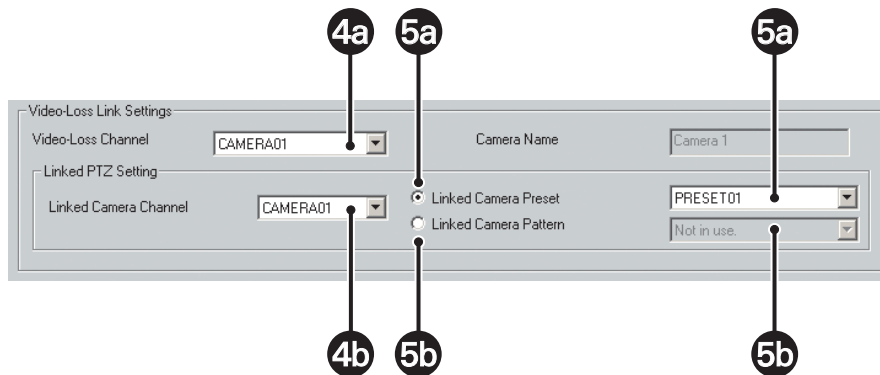 4a 5a 5a
Video-Loss Link Settings
Video-Loss Channel CAMERA01 Camera Name Camera 1
Linked PTZ Setting
Linked Camera Channel CAMERA01 Linked Camera Preset PRESET01
Linked Camera Pattern Not in use.
4b 5b 5b